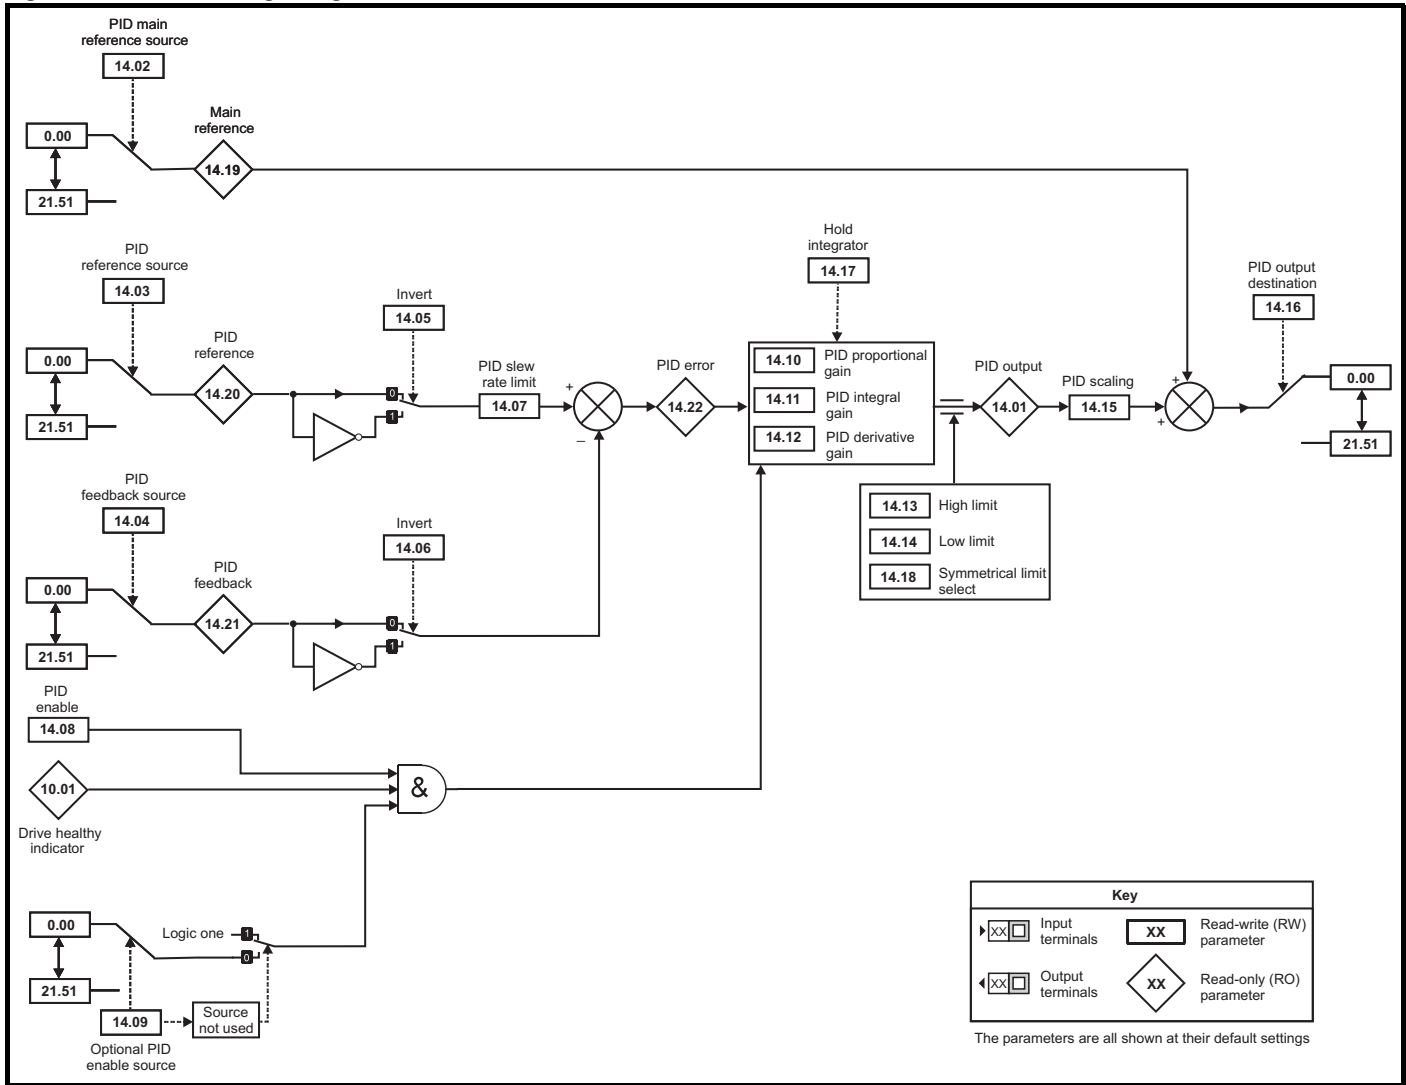 PID main
reference source
14.02
Main
reference
0.00
14.19
21.51
PID
reference source
14.03
Invert
14.05
Hold
integrator
14.17
PID output
destination
14.16
0.00
21.51
PID
reference
14.20
0
1
PID slew
rate limit
14.07
+
–
PID error
14.22
14.10 PID proportional
gain
14.11 PID integral
gain
14.12 PID derivative
gain
PID output
14.01
PID scaling
14.15
+
+
0.00
21.51
14.13 High limit
14.14 Low limit
14.18 Symmetrical limit
select
PID
feedback source
14.04
Invert
14.06
0.00
21.51
PID
feedback
14.21
0
1
PID
enable
14.08
10.01
Drive healthy
indicator
&
0.00
21.51
Logic one
1
0
14.09
Source
not used
Optional PID
enable source
Key
XX Input
terminals
XX Read-write (RW)
parameter
XX Output
terminals
XX Read-only (RO)
parameter
The parameters are all shown at their default settings